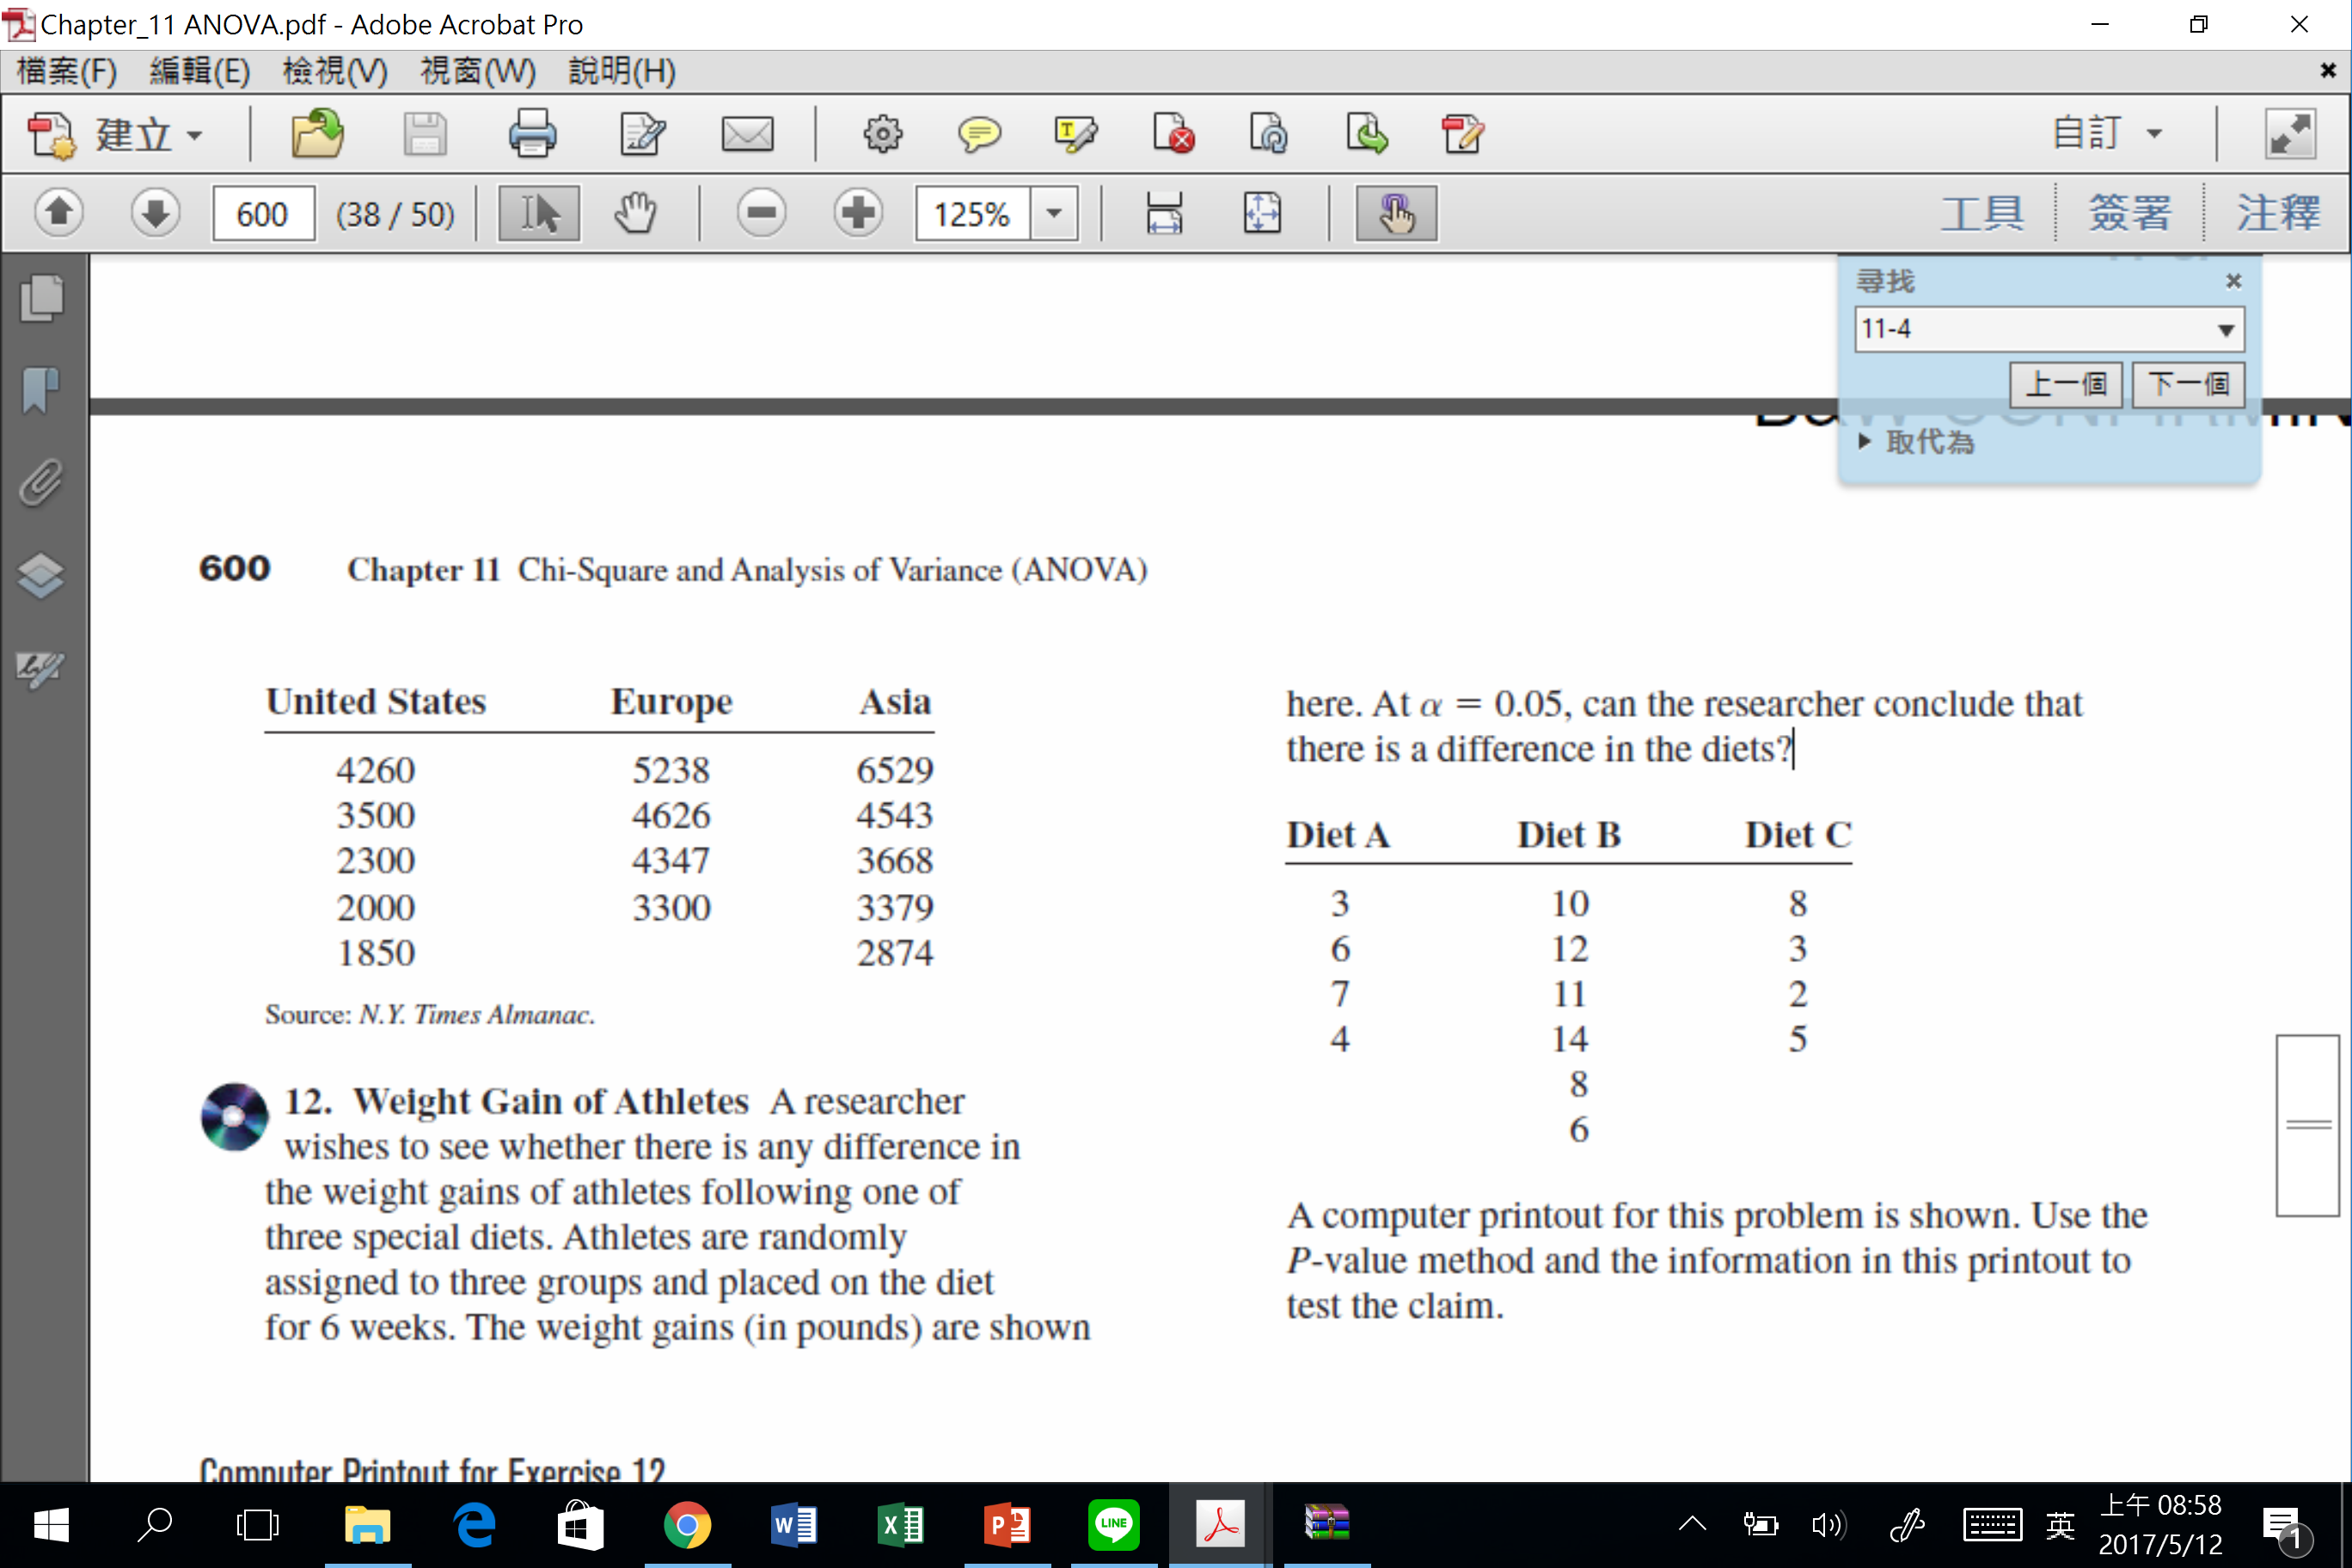 Chapter_11 ANOVA.pdf - Adobe Acrobat Pro
檔案(F) 編輯(E) 檢視(V) 視窗(W) 說明(H)
建立
自訂
600 (38 / 50) 125% 工具 簽署 注釋
尋找
11-4
上一個 下一個
取代為
600 Chapter 11 Chi-Square and Analysis of Variance (ANOVA)
United States Europe Asia
4260 5238 6529
3500 4626 4543
2300 4347 3668
2000 3300 3379
1850 2874
Source: N.Y. Times Almanac.
12. Weight Gain of Athletes A researcher
wishes to see whether there is any difference in
the weight gains of athletes following one of
three special diets. Athletes are randomly
assigned to three groups and placed on the diet
for 6 weeks. The weight gains (in pounds) are shown
here. At α = 0.05, can the researcher conclude that
there is a difference in the diets?
Diet A Diet B Diet C
3 10 8
6 12 3
7 11 2
4 14 5
8
6
A computer printout for this problem is shown. Use the
P-value method and the information in this printout to
test the claim.
Computer Printout for Exercise 12
LINE
英
上午 08:58
2017/5/12
1